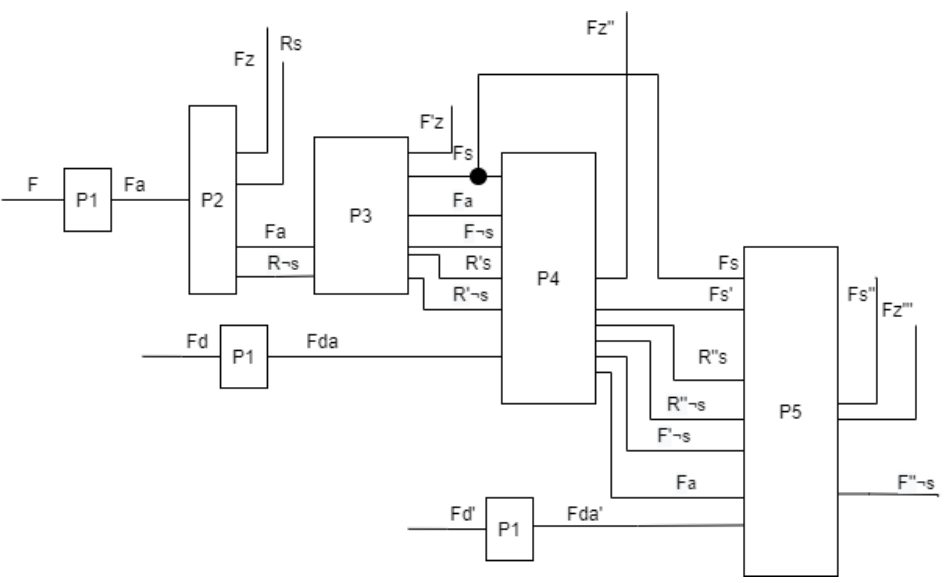 Fz"
Rs
Fz
F'z
Fs
F
Fa
P1
P2
P3
Fa
Fa
F¬s
R¬s
R's
R'¬s
P4
Fs
Fs'
Fs"
Fz'"
Fd
P1
Fda
R"s
R"¬s
P5
F'¬s
Fa
F"¬s
Fd'
P1
Fda'